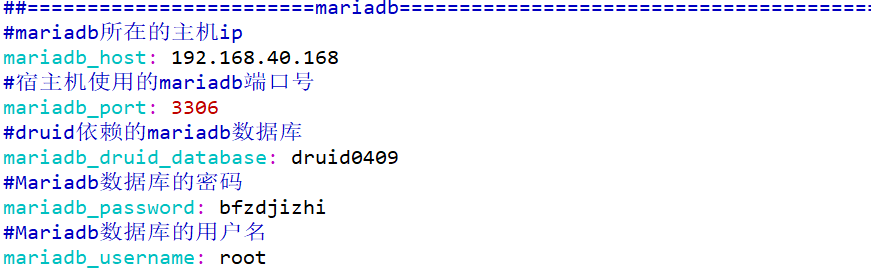 ##========================mariadb========================================
#mariadb所在的主机ip
mariadb_host: 192.168.40.168
#宿主机使用的mariadb端口号
mariadb_port: 3306
#druid依赖的mariadb数据库
mariadb_druid_database: druid0409
#Mariadb数据库的密码
mariadb_password: bfzdjizhi
#Mariadb数据库的用户名
mariadb_username: root